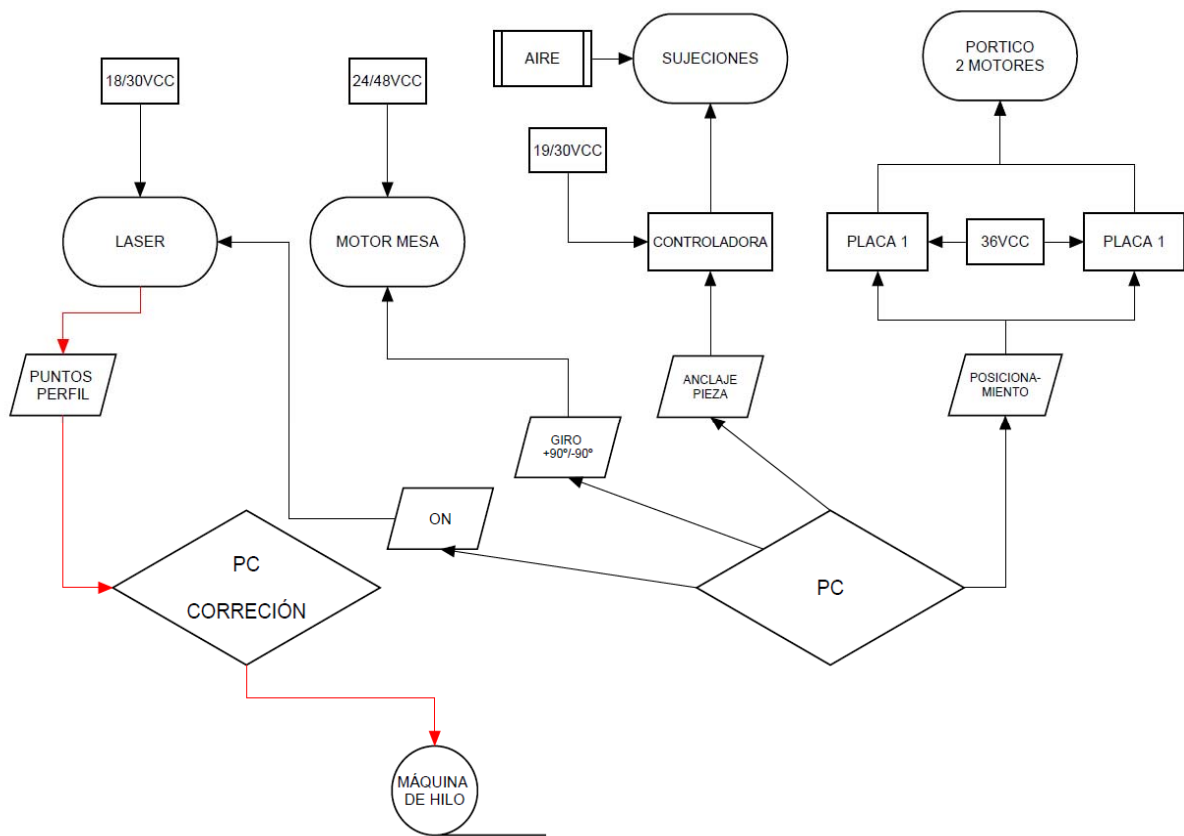 AIRE
SUJECIONES
PORTICO
2 MOTORES
18/30VCC
24/48VCC
19/30VCC
LASER
MOTOR MESA
CONTROLADORA
PLACA 1
36VCC
PLACA 1
PUNTOS
PERFIL
ANCLAJE
PIEZA
POSICIONA-
MIENTO
GIRO
+90º/-90º
ON
PC
CORRECIÓN
PC
MÁQUINA
DE HILO